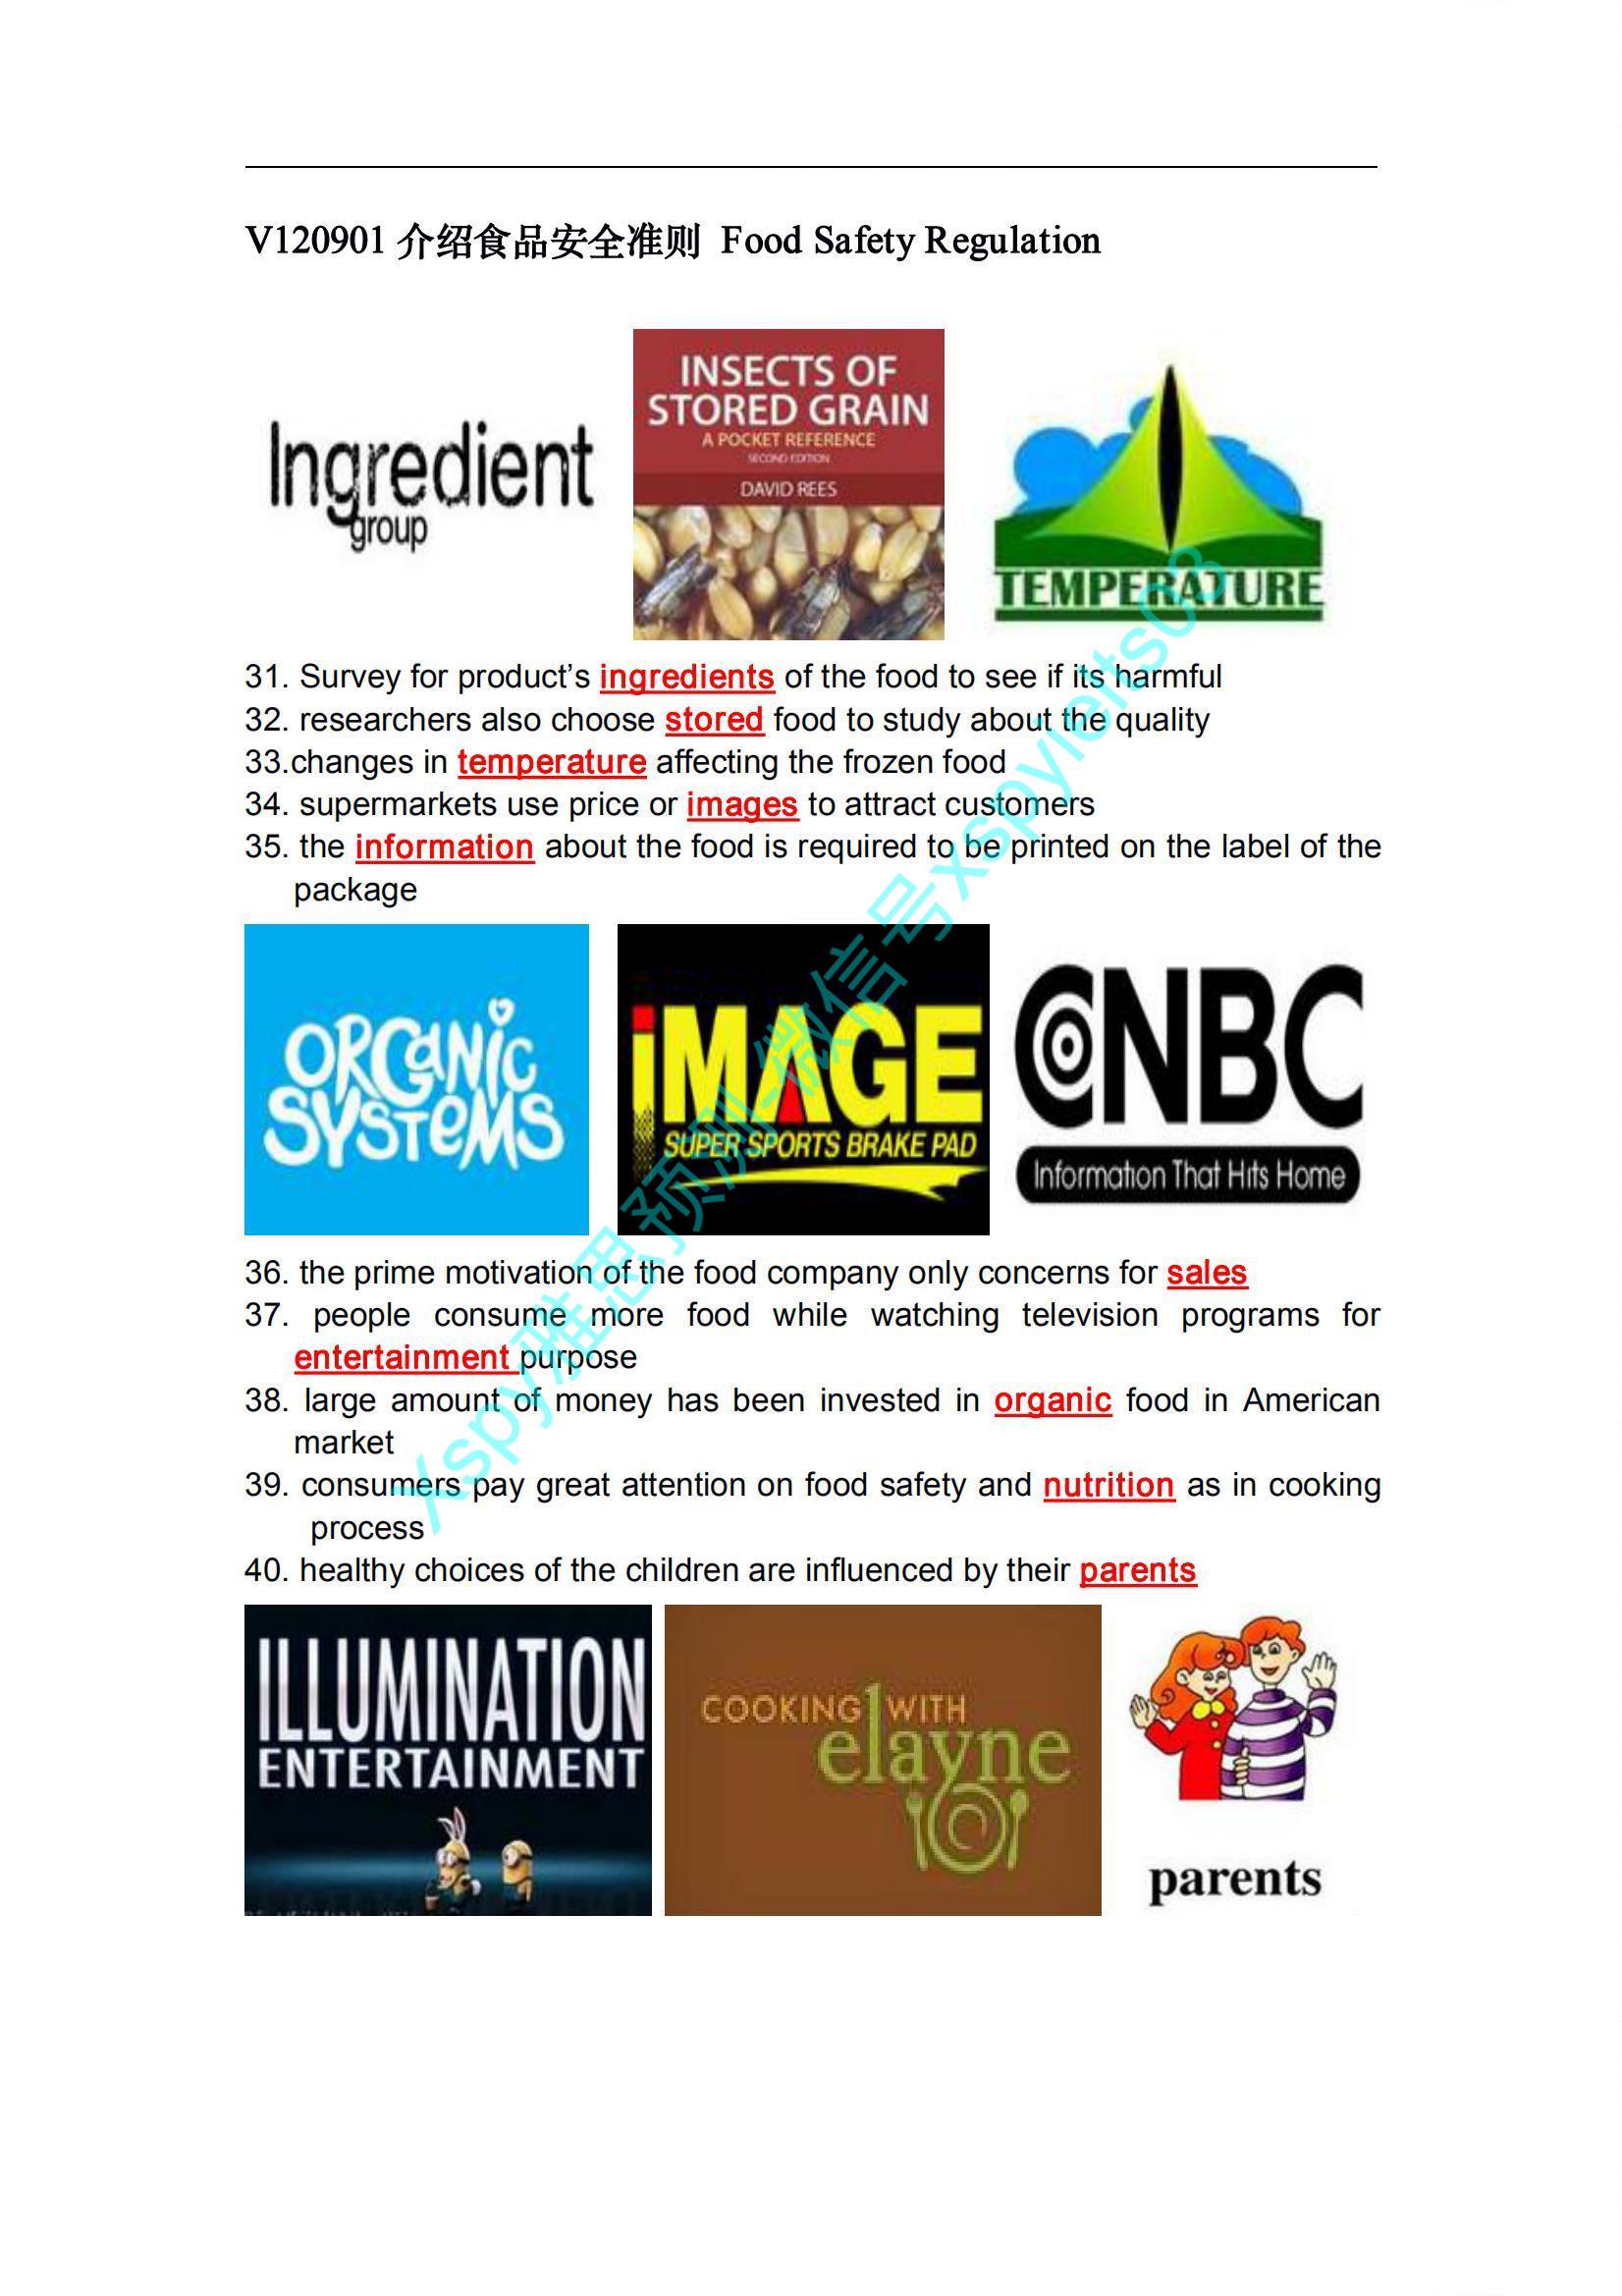 V120901 介绍食品安全准则 Food Safety Regulation
Ingredient
group
INSECTS OF
STORED GRAIN
A POCKET REFERENCE
SECOND EDITION
DAVID REES
TEMPERATURE
31. Survey for product’s ingredients of the food to see if its harmful
32. researchers also choose stored food to study about the quality
33.changes in temperature affecting the frozen food
34. supermarkets use price or images to attract customers
35. the information about the food is required to be printed on the label of the
package
ORGANIC
SYSTEMS
iMAGE
SUPER SPORTS BRAKE PAD
CNBC
Information That Hits Home
36. the prime motivation of the food company only concerns for sales
37. people consume more food while watching television programs for
entertainment purpose
38. large amount of money has been invested in organic food in American
market
39. consumers pay great attention on food safety and nutrition as in cooking
process
40. healthy choices of the children are influenced by their parents
ILLUMINATION
ENTERTAINMENT
COOKING WITH
elayne
parents
Xspy雅思预测-微信号xspyielts03